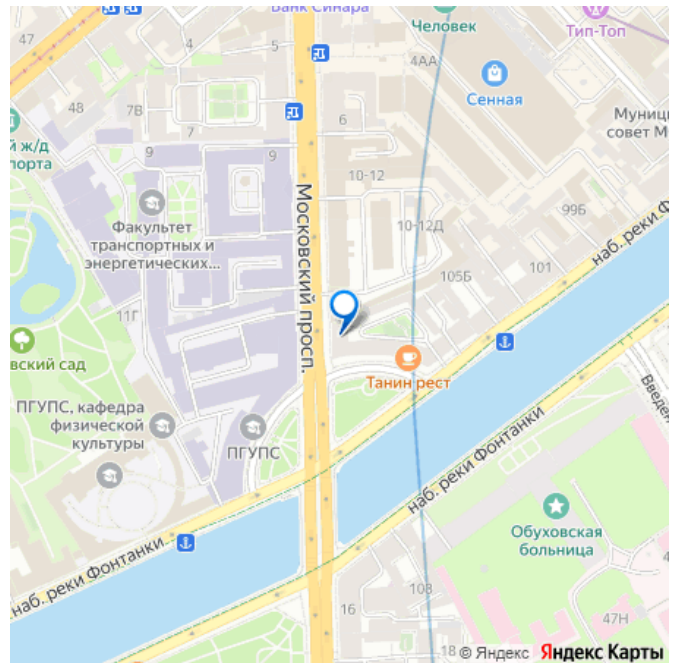 Банк Синара
Человек
Тип-Топ
47
4
5
4АА
Сенная
48
7В
7
6
Муници
совет М
й ж/д
порта
9
9
10-12
Факультет
транспортных и
энергетических...
Московский просп.
10-12Д
99Б
наб. реки Ф
101
105Б
11Г
вский сад
Танин рест
Введен
ПГУПС, кафедра
физической
культуры
ПГУПС
наб. реки Фонтанки
Обуховская
больница
наб. реки Фонтанки
4
108
16
47Н
18
© Яндекс Яндекс Карты